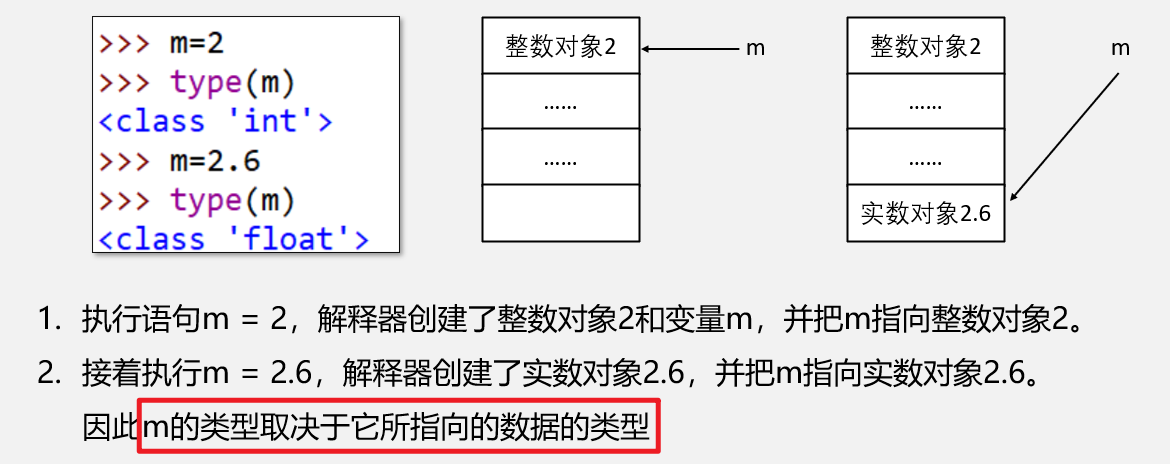 >>> m=2
>>> type(m)
<class 'int'>
>>> m=2.6
>>> type(m)
<class 'float'>
整数对象2
m
……
……
整数对象2
m
……
……
实数对象2.6
1. 执行语句m = 2，解释器创建了整数对象2和变量m，并把m指向整数对象2。
2. 接着执行m = 2.6，解释器创建了实数对象2.6，并把m指向实数对象2.6。
因此m的类型取决于它所指向的数据的类型